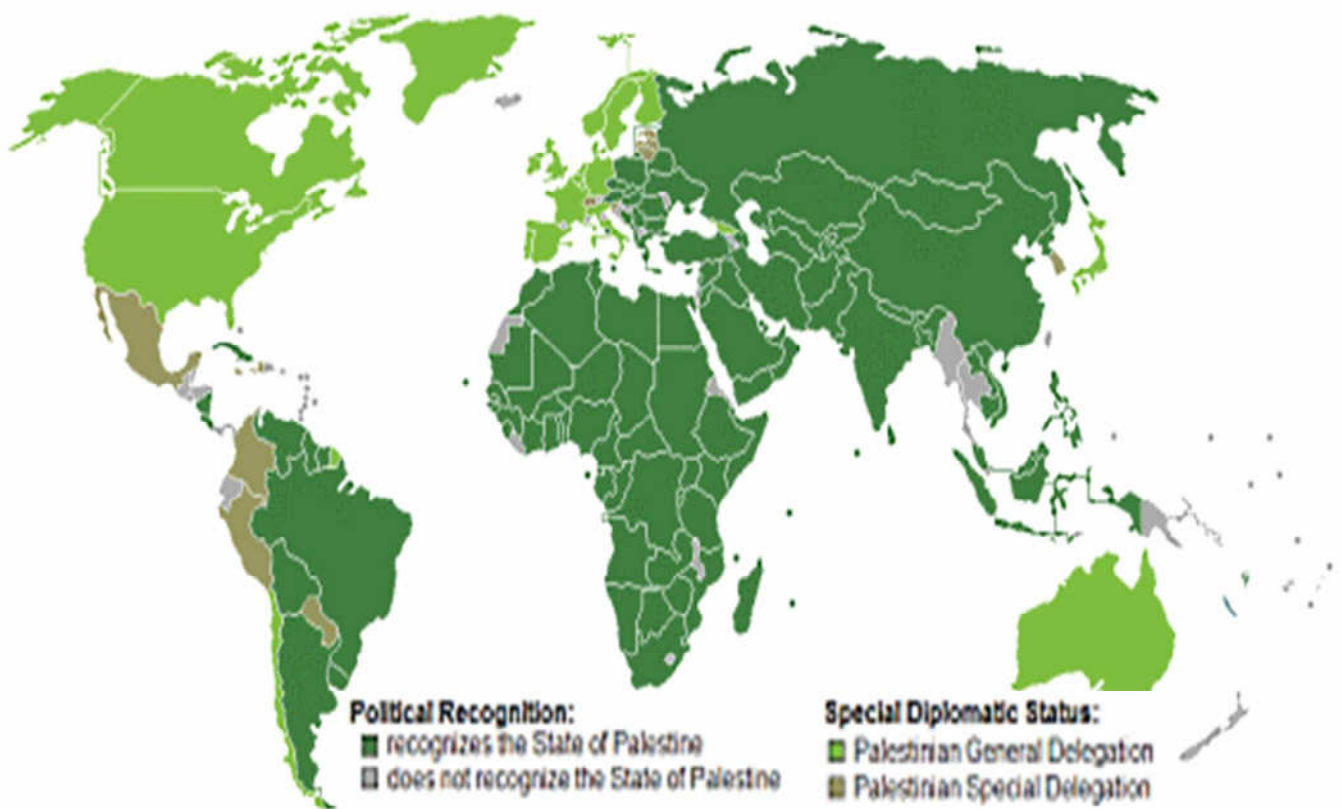 Political Recognition:
recognizes the State of Palestine
does not recognize the State of Palestine
Special Diplomatic Status:
Palestinian General Delegation
Palestinian Special Delegation